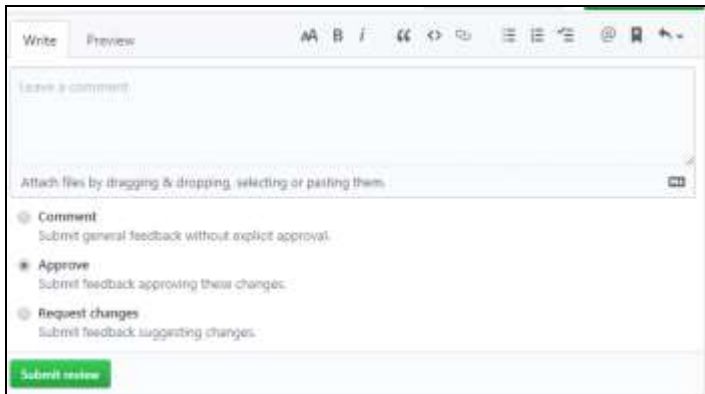 Write Preview AA B i “ <> @
Leave a comment
Attach files by dragging & dropping, selecting or pasting them.
Comment
Submit general feedback without explicit approval.
Approve
Submit feedback approving these changes.
Request changes
Submit feedback suggesting changes.
Submit review